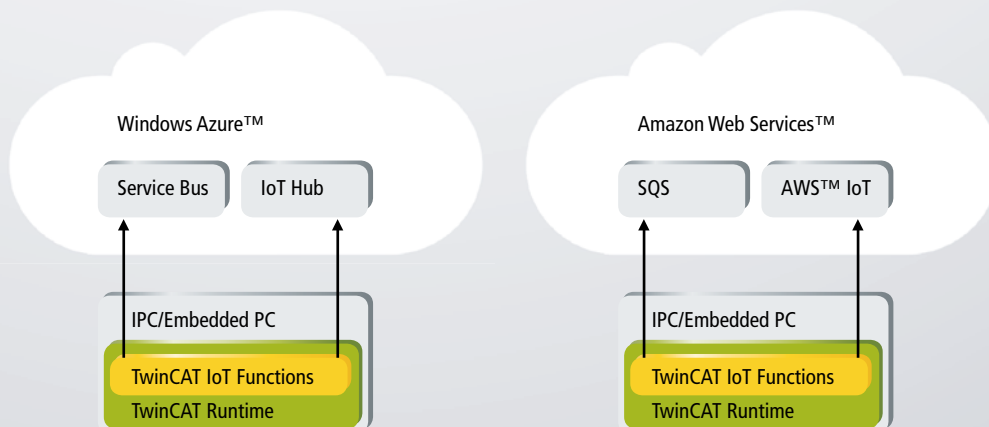 Windows Azure™
Service Bus
IoT Hub
IPC/Embedded PC
TwinCAT IoT Functions
TwinCAT Runtime
Amazon Web Services™
SQS
AWS™ IoT
IPC/Embedded PC
TwinCAT IoT Functions
TwinCAT Runtime